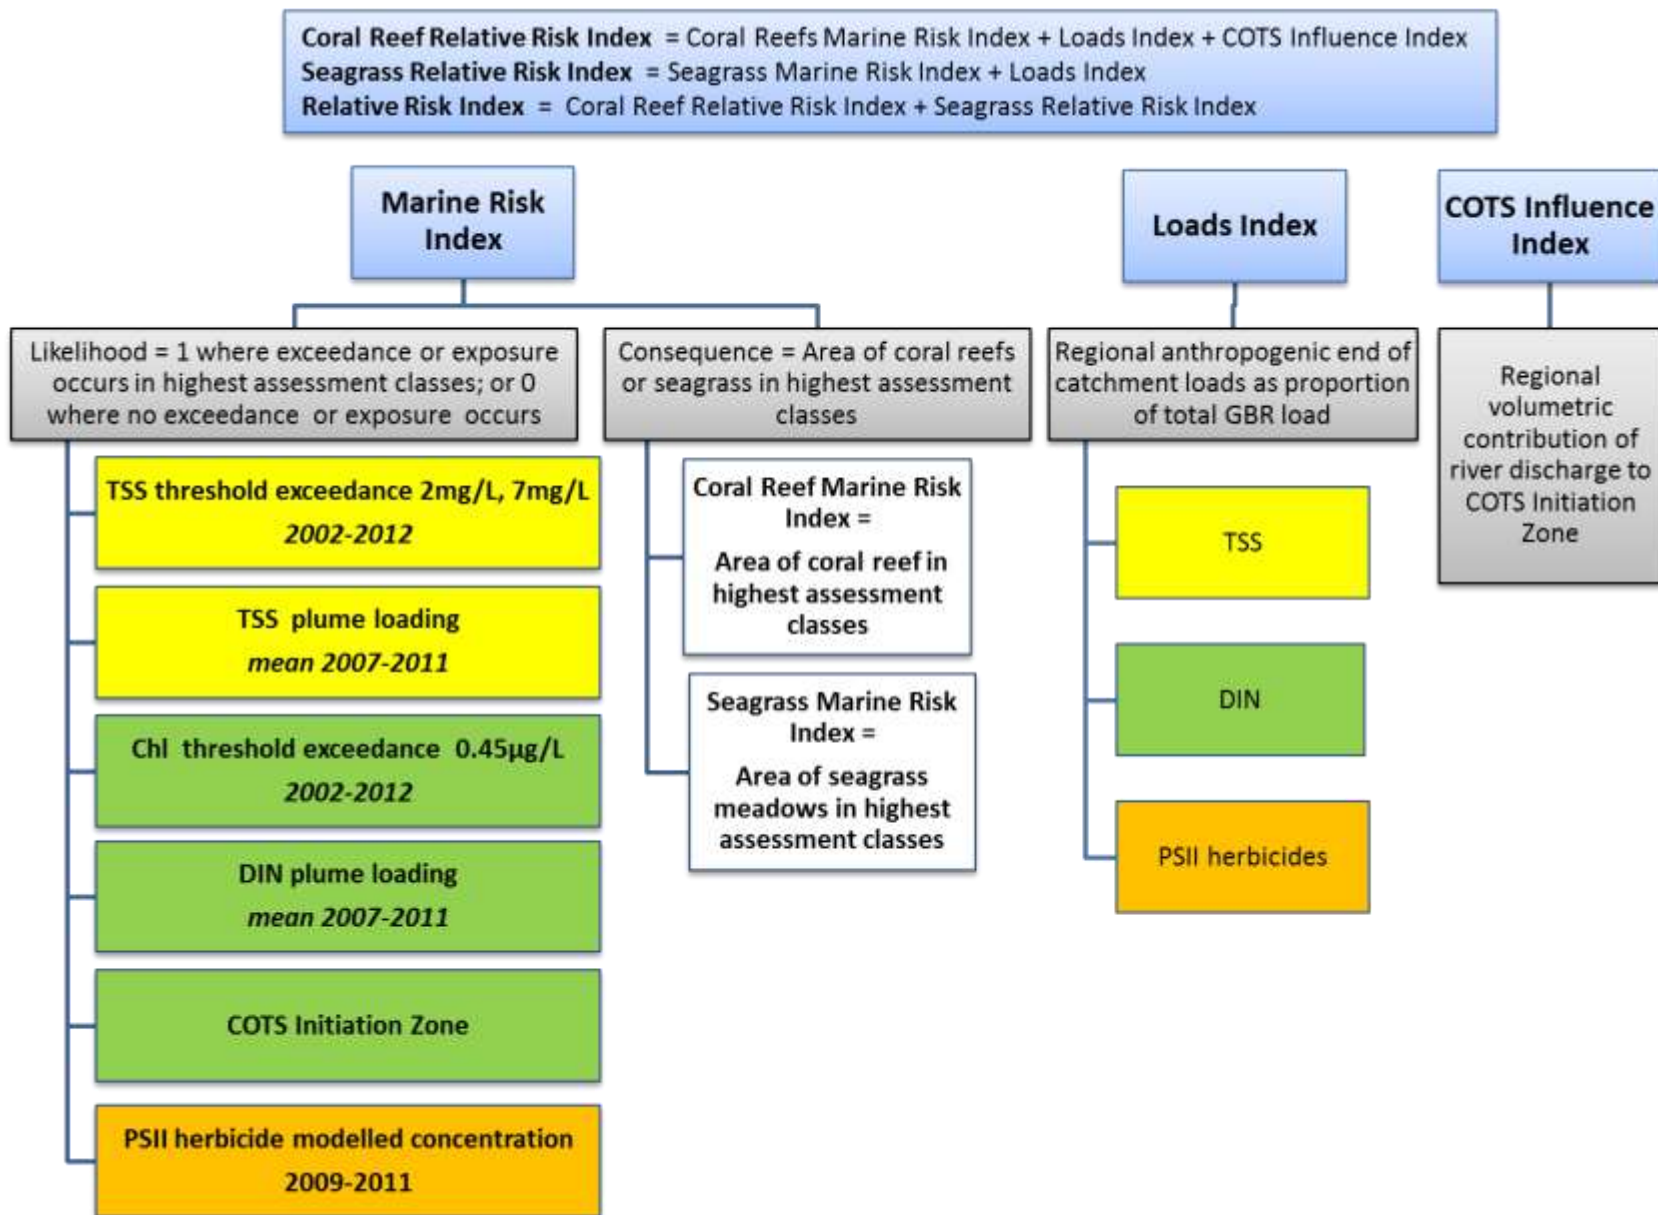 Coral Reef Relative Risk Index = Coral Reefs Marine Risk Index + Loads Index + COTS Influence Index
Seagrass Relative Risk Index = Seagrass Marine Risk Index + Loads Index
Relative Risk Index = Coral Reef Relative Risk Index + Seagrass Relative Risk Index
Marine Risk
Index
Loads Index
COTS Influence
Index
Likelihood = 1 where exceedance or exposure
occurs in highest assessment classes; or 0
where no exceedance or exposure occurs
Consequence = Area of coral reefs
or seagrass in highest assessment
classes
Regional anthropogenic end of
catchment loads as proportion
of total GBR load
Regional
volumetric
contribution of
river discharge to
COTS Initiation
Zone
TSS threshold exceedance 2mg/L, 7mg/L
2002-2012
TSS plume loading
mean 2007-2011
Chl threshold exceedance 0.45µg/L
2002-2012
DIN plume loading
mean 2007-2011
COTS Initiation Zone
PSII herbicide modelled concentration
2009-2011
Coral Reef Marine Risk
Index =
Area of coral reef in
highest assessment
classes
Seagrass Marine Risk
Index =
Area of seagrass
meadows in highest
assessment classes
TSS
DIN
PSII herbicides